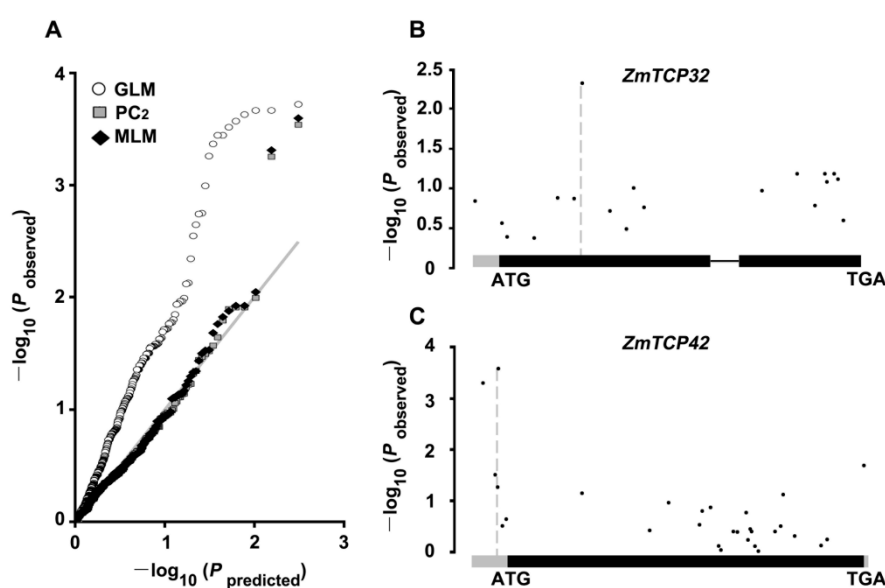 A
4
3
2
1
0
0
1
2
3
GLM
PC₂
MLM
—log₁₀ (P observed)
—log₁₀ (P predicted)
B
ZmTCP32
2.5
2.0
1.5
1.0
0.5
0
—log₁₀ (P observed)
ATG
TGA
C
ZmTCP42
4
3
2
1
0
—log₁₀ (P observed)
ATG
TGA